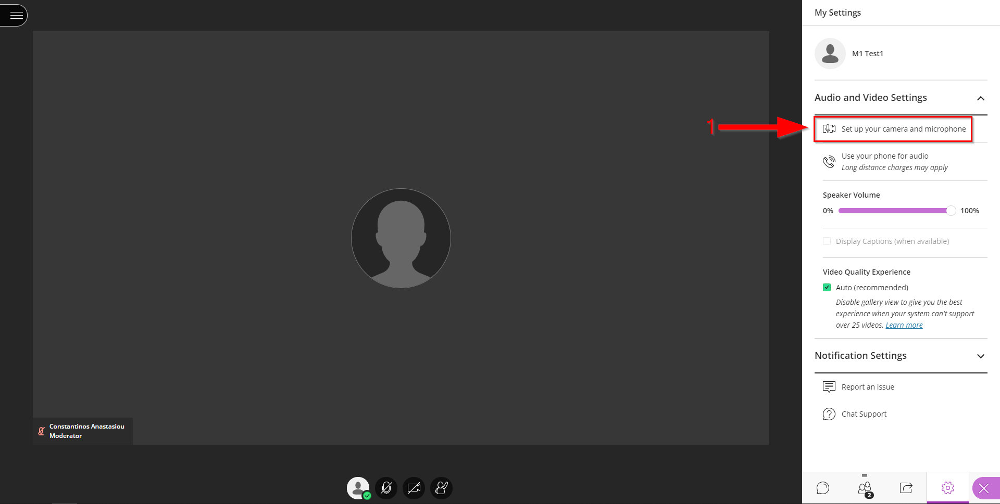 My Settings
M1 Test1
Audio and Video Settings
1
Set up your camera and microphone
Use your phone for audio
Long distance charges may apply
Speaker Volume
0% 100%
Display Captions (when available)
Video Quality Experience
Auto (recommended)
Disable gallery view to give you the best
experience when your system can't support
over 25 videos. Learn more
Notification Settings
Report an issue
Chat Support
Constantinos Anastasiou
Moderator
2